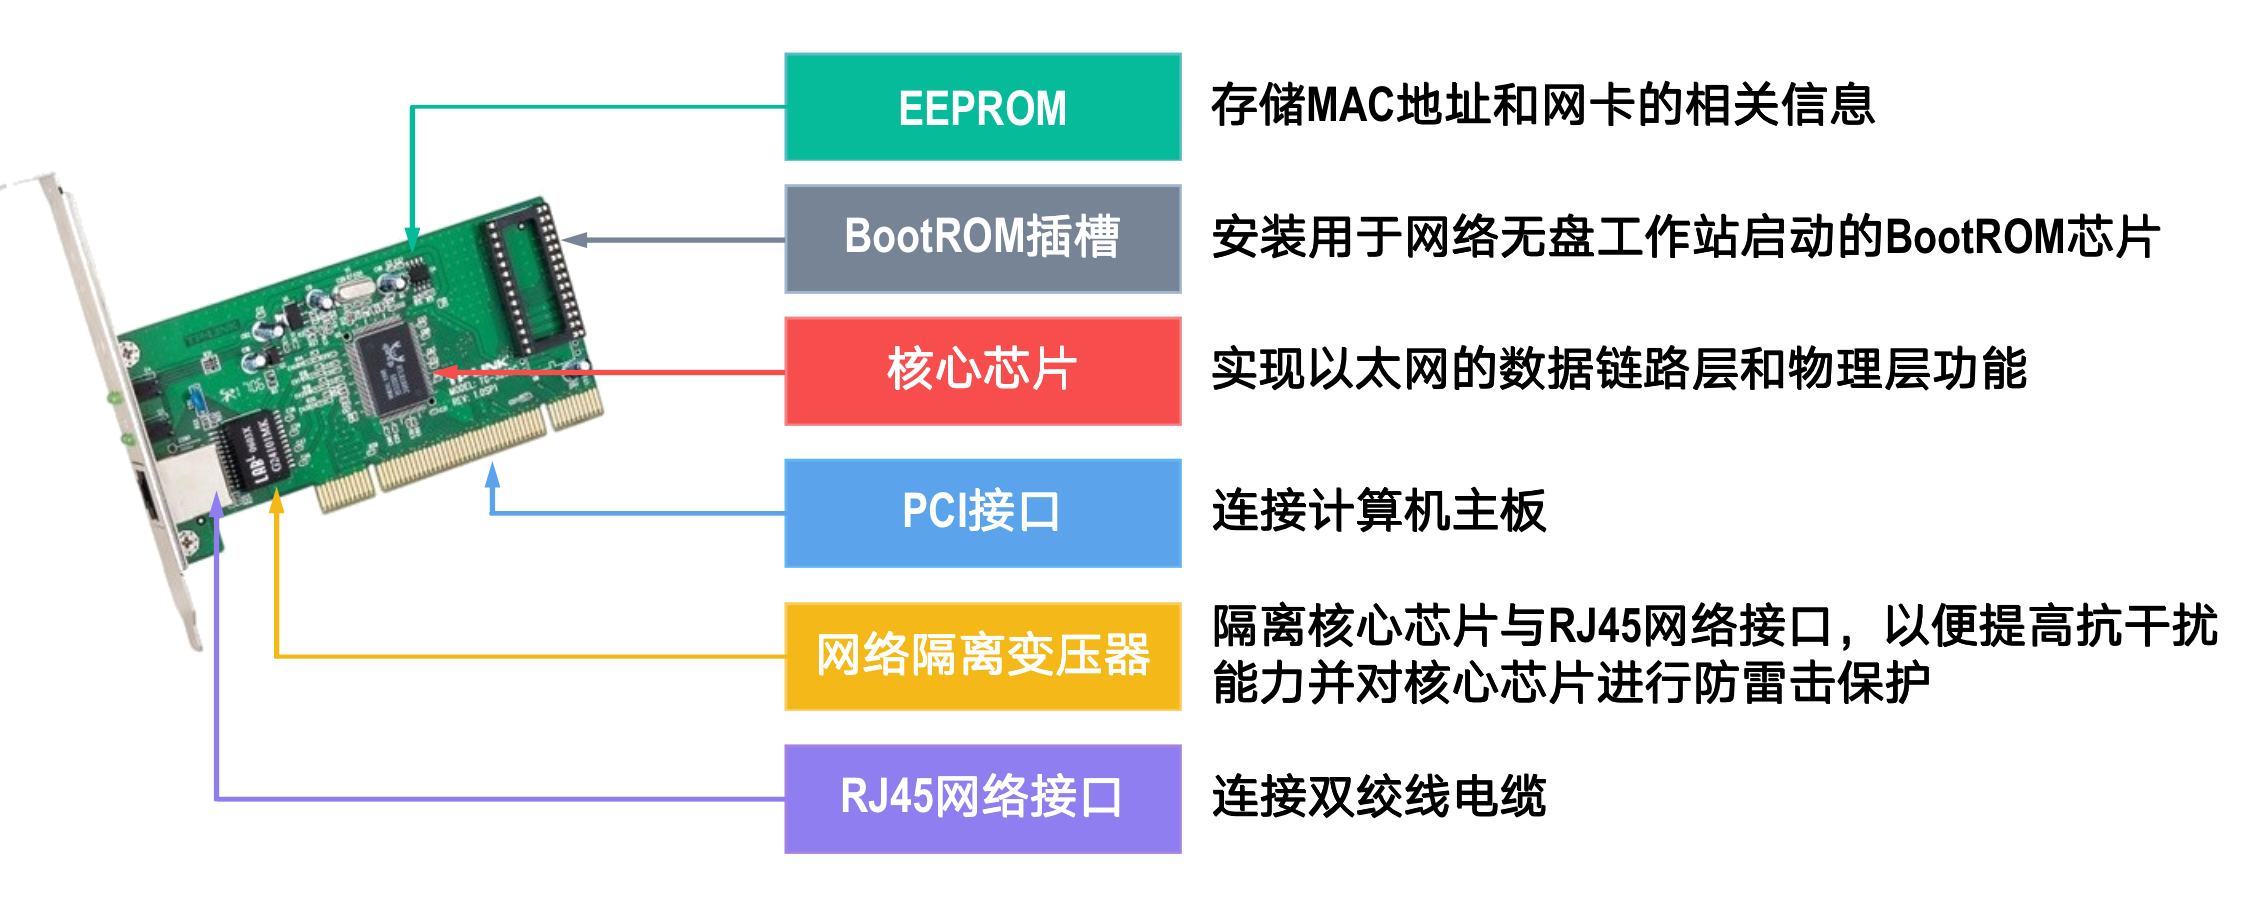 EEPROM
存储MAC地址和网卡的相关信息
BootROM插槽
安装用于网络无盘工作站启动的BootROM芯片
核心芯片
实现以太网的数据链路层和物理层功能
PCI接口
连接计算机主板
网络隔离变压器
隔离核心芯片与RJ45网络接口，以便提高抗干扰
能力并对核心芯片进行防雷击保护
RJ45网络接口
连接双绞线电缆